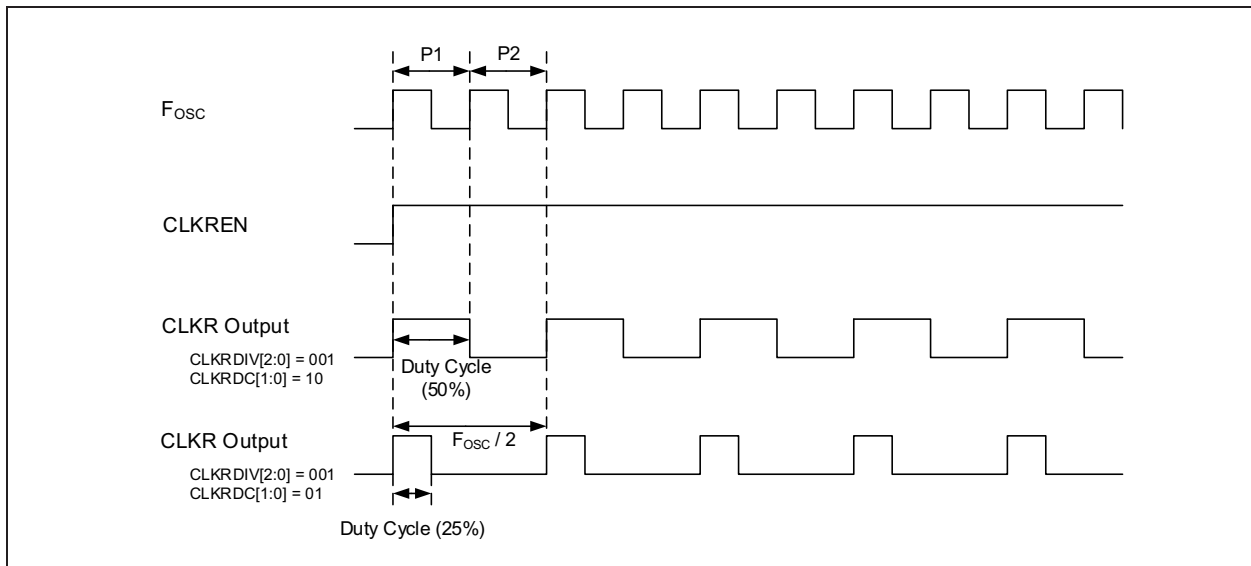 P1 P2
FOSC
CLKREN
CLKR Output
CLKRDIV[2:0] = 001
CLKRDC[1:0] = 10
Duty Cycle
(50%)
FOSC / 2
CLKR Output
CLKRDIV[2:0] = 001
CLKRDC[1:0] = 01
Duty Cycle (25%)